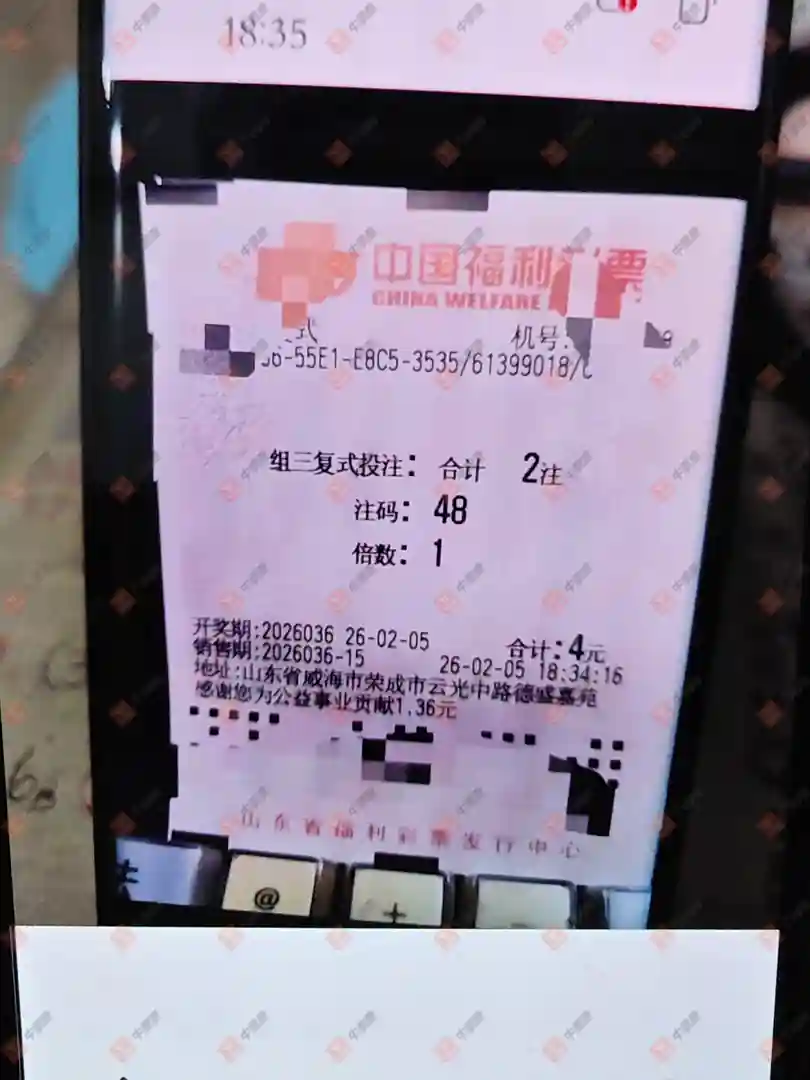 18:35
中国福利彩票
CHINA WELFARE
式 机号:
6-55E1-E8C5-3535/61399018/
组三复式投注: 合计 2注
注码: 48
倍数: 1
开奖期:2026036 26-02-05 合计:4元
销售期:2026036-15 26-02-05 18:34:16
地址:山东省威海市荣成市云光中路德盛嘉苑
感谢您为公益事业贡献1.36元
山东省福利彩票发行中心
@
+